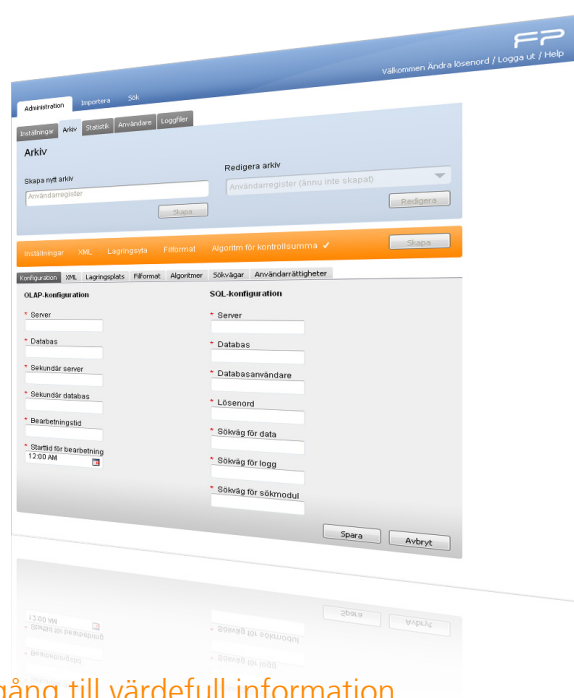 FP
Välkommen Ändra lösenord / Logga ut / Help
Administration Importera Sök
Inställningar Arkiv Statistik Användare Loggfiler
Arkiv
Skapa nytt arkiv
Användarregister
Skapa
Redigera arkiv
Användarregister (ännu inte skapat)
Redigera
Inställningar XML Lagringsyta Filformat Algoritm för kontrollsumma ✓ Skapa
Konfiguration XML Lagringsplats Filformat Algoritmer Sökvägar Användarrättigheter
OLAP-konfiguration
* Server
* Databas
* Sekundär server
* Sekundär databas
* Bearbetningstid
* Starttid för bearbetning
12:00 AM
SQL-konfiguration
* Server
* Databas
* Databasanvändare
* Lösenord
* Sökväg för data
* Sökväg för logg
* Sökväg för sökmodul
Spara Avbryt
gång till värdefull information